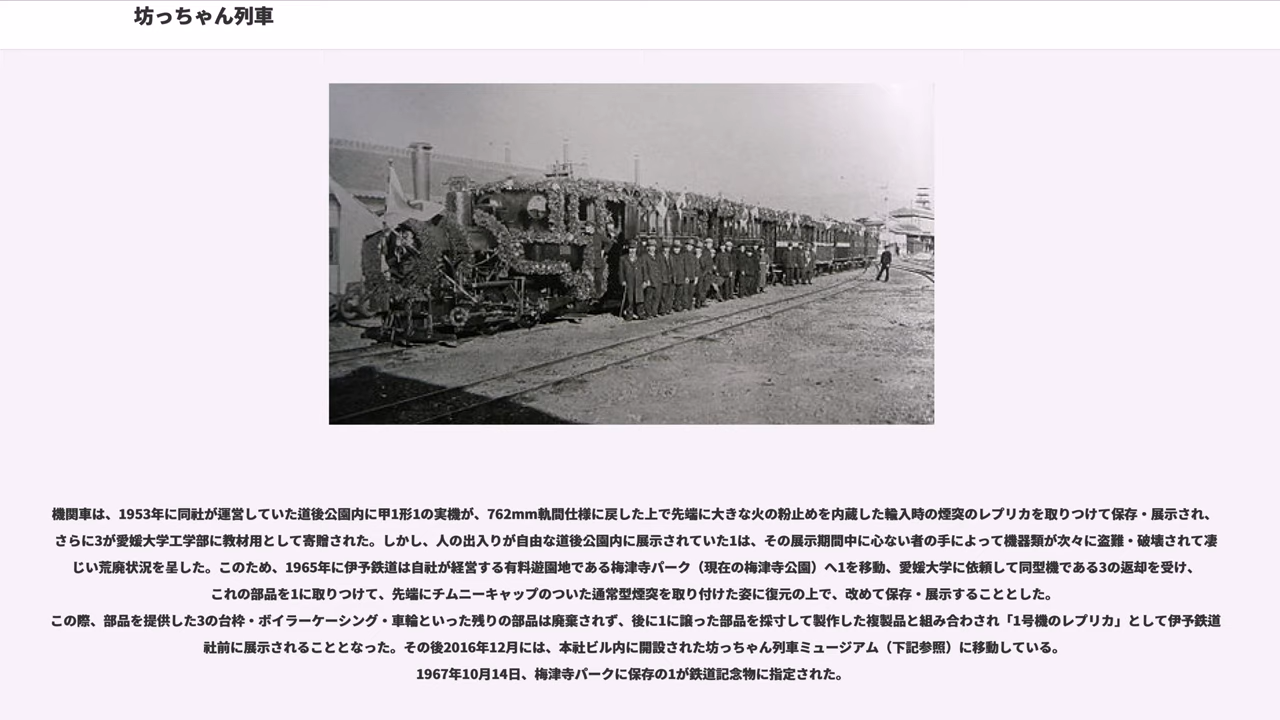 坊っちゃん列車
機関車は、1953年に同社が運営していた道後公園内に甲1形1の実機が、762mm軌間仕様に戻した上で先端に大きな火の粉止めを内蔵した輸入時の煙突のレプリカを取りつけて保存・展示され、
さらに3が愛媛大学工学部に教材用として寄贈された。しかし、人の出入りが自由な道後公園内に展示されていた1は、その展示期間中に心ない者の手によって機器類が次々に盗難・破壊されて凄
じい荒廃状況を呈した。このため、1965年に伊予鉄道は自社が経営する有料遊園地である梅津寺パーク（現在の梅津寺公園）へ1を移動、愛媛大学に依頼して同型機である3の返却を受け、
これの部品を1に取りつけて、先端にチムニーキャップのついた通常型煙突を取り付けた姿に復元の上で、改めて保存・展示することとした。
この際、部品を提供した3の台枠・ボイラーケーシング・車輪といった残りの部品は廃棄されず、後に1に譲った部品を採寸して製作した複製品と組み合わされ「1号機のレプリカ」として伊予鉄道
社前に展示されることとなった。その後2016年12月には、本社ビル内に開設された坊っちゃん列車ミュージアム（下記参照）に移動している。
1967年10月14日、梅津寺パークに保存の1が鉄道記念物に指定された。